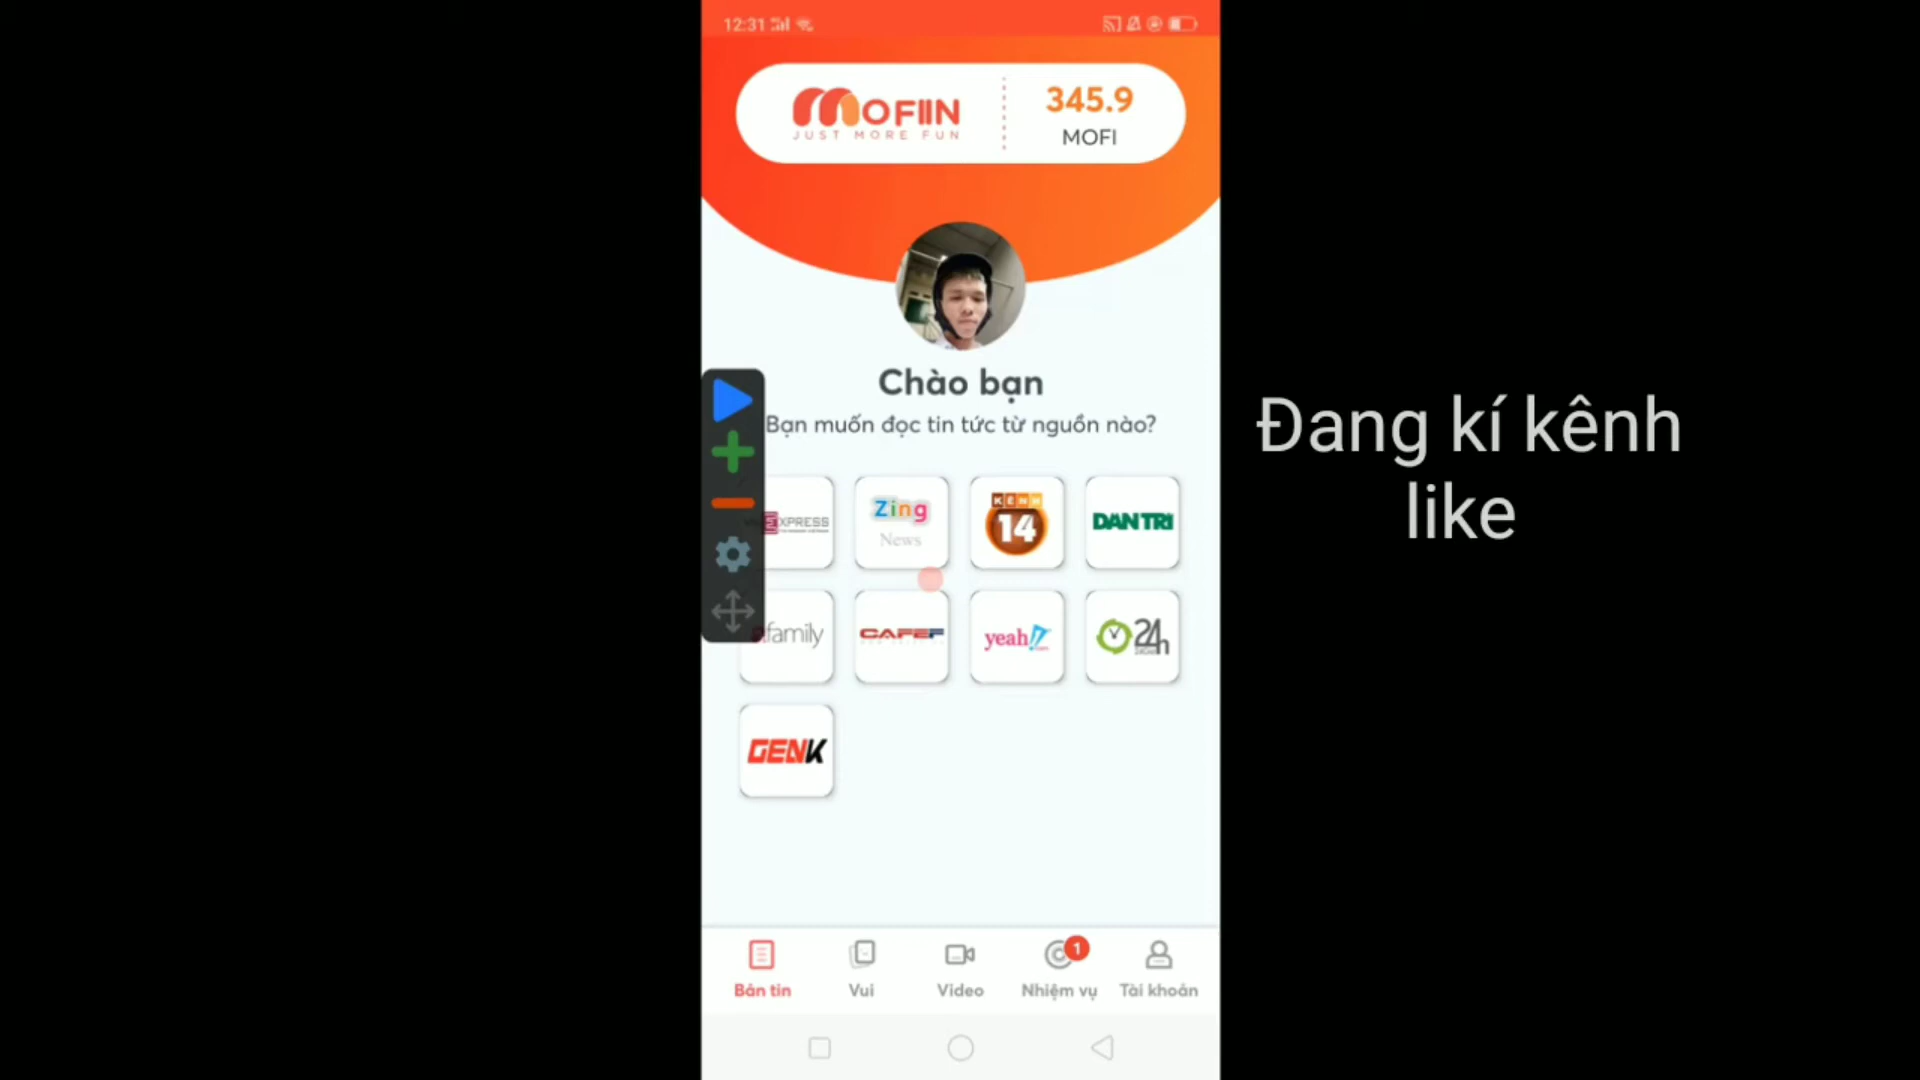 12:31
MOFIIN
JUST MORE FUN
345.9
MOFI
Chào bạn
Bạn muốn đọc tin tức từ nguồn nào?
EXPRESS
Zing
News
KÊNH
14
DÂN TRÍ
family
CAFEF
yeah1
24h
GENK
Bản tin
Vui
Video
1
Nhiệm vụ
Tài khoản
Đang kí kênh
like